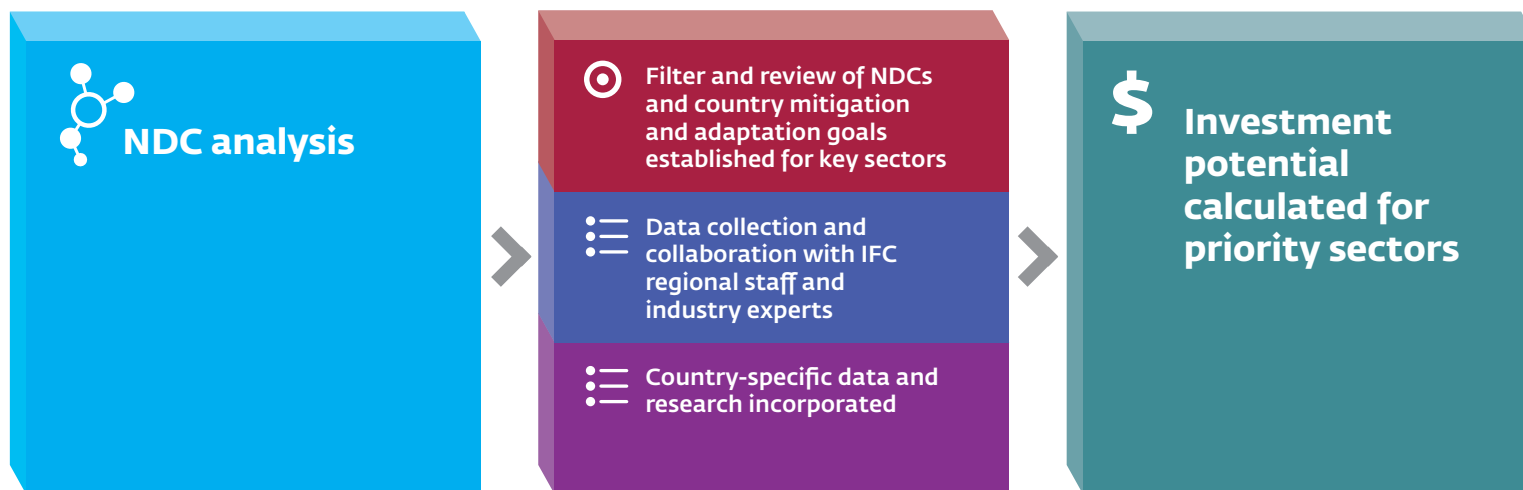 NDC analysis
Filter and review of NDCs
and country mitigation
and adaptation goals
established for key sectors
Data collection and
collaboration with IFC
regional staff and
industry experts
Country-specific data and
research incorporated
$
Investment
potential
calculated for
priority sectors